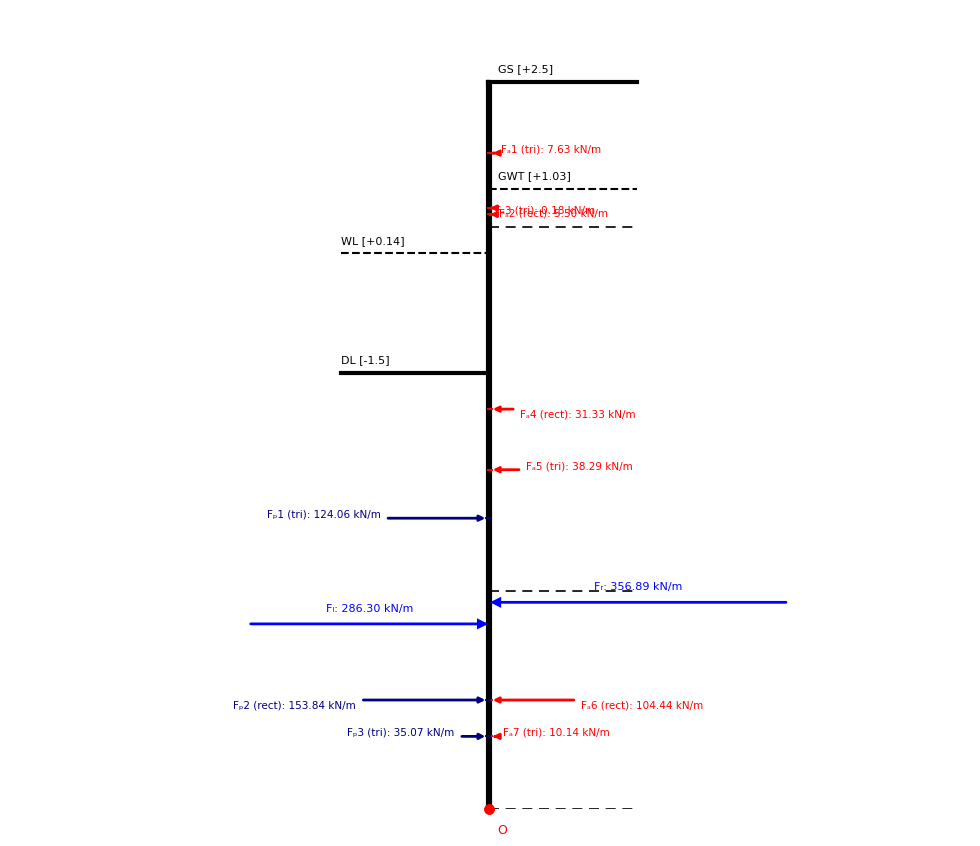 GS [+2.5]
Fₐ1 (tri): 7.63 kN/m
GWT [+1.03]
3 (tri): 0.18 kN/m
Fₐ2 (rect): 5.50 kN/m
WL [+0.14]
DL [-1.5]
Fₐ4 (rect): 31.33 kN/m
Fₐ5 (tri): 38.29 kN/m
Fₚ1 (tri): 124.06 kN/m
Fᵣ: 356.89 kN/m
Fₗ: 286.30 kN/m
Fₚ2 (rect): 153.84 kN/m
Fₐ6 (rect): 104.44 kN/m
Fₚ3 (tri): 35.07 kN/m
Fₐ7 (tri): 10.14 kN/m
O